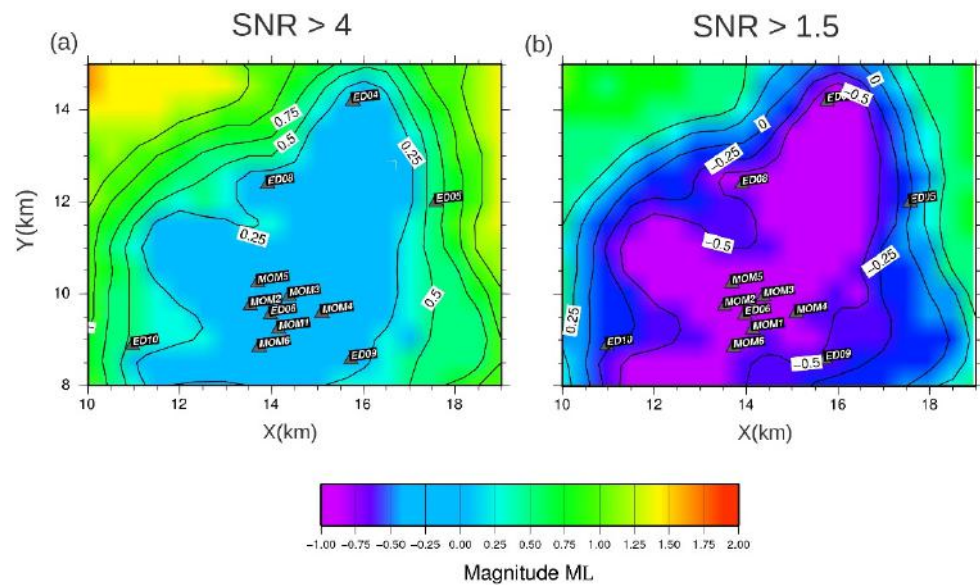 SNR > 4
SNR > 1.5
(a)
(b)
0.75
0.5
0.25
0.25
0.5
ED04
ED08
ED05
MOM5
MOM3
MOM2
MOM4
MOM1
MOM6
ED10
ED09
0
0
-0.5
-0.25
-0.5
-0.25
-0.5
0.25
ED08
ED05
MOM5
MOM3
MOM2
ED06
MOM4
MOM1
MOM6
ED10
ED09
14
12
10
8
Y(km)
10 12 14 16 18
10 12 14 16 18
X(km)
X(km)
-1.00 -0.75 -0.50 -0.25 0.00 0.25 0.50 0.75 1.00 1.25 1.50 1.75 2.00
Magnitude ML